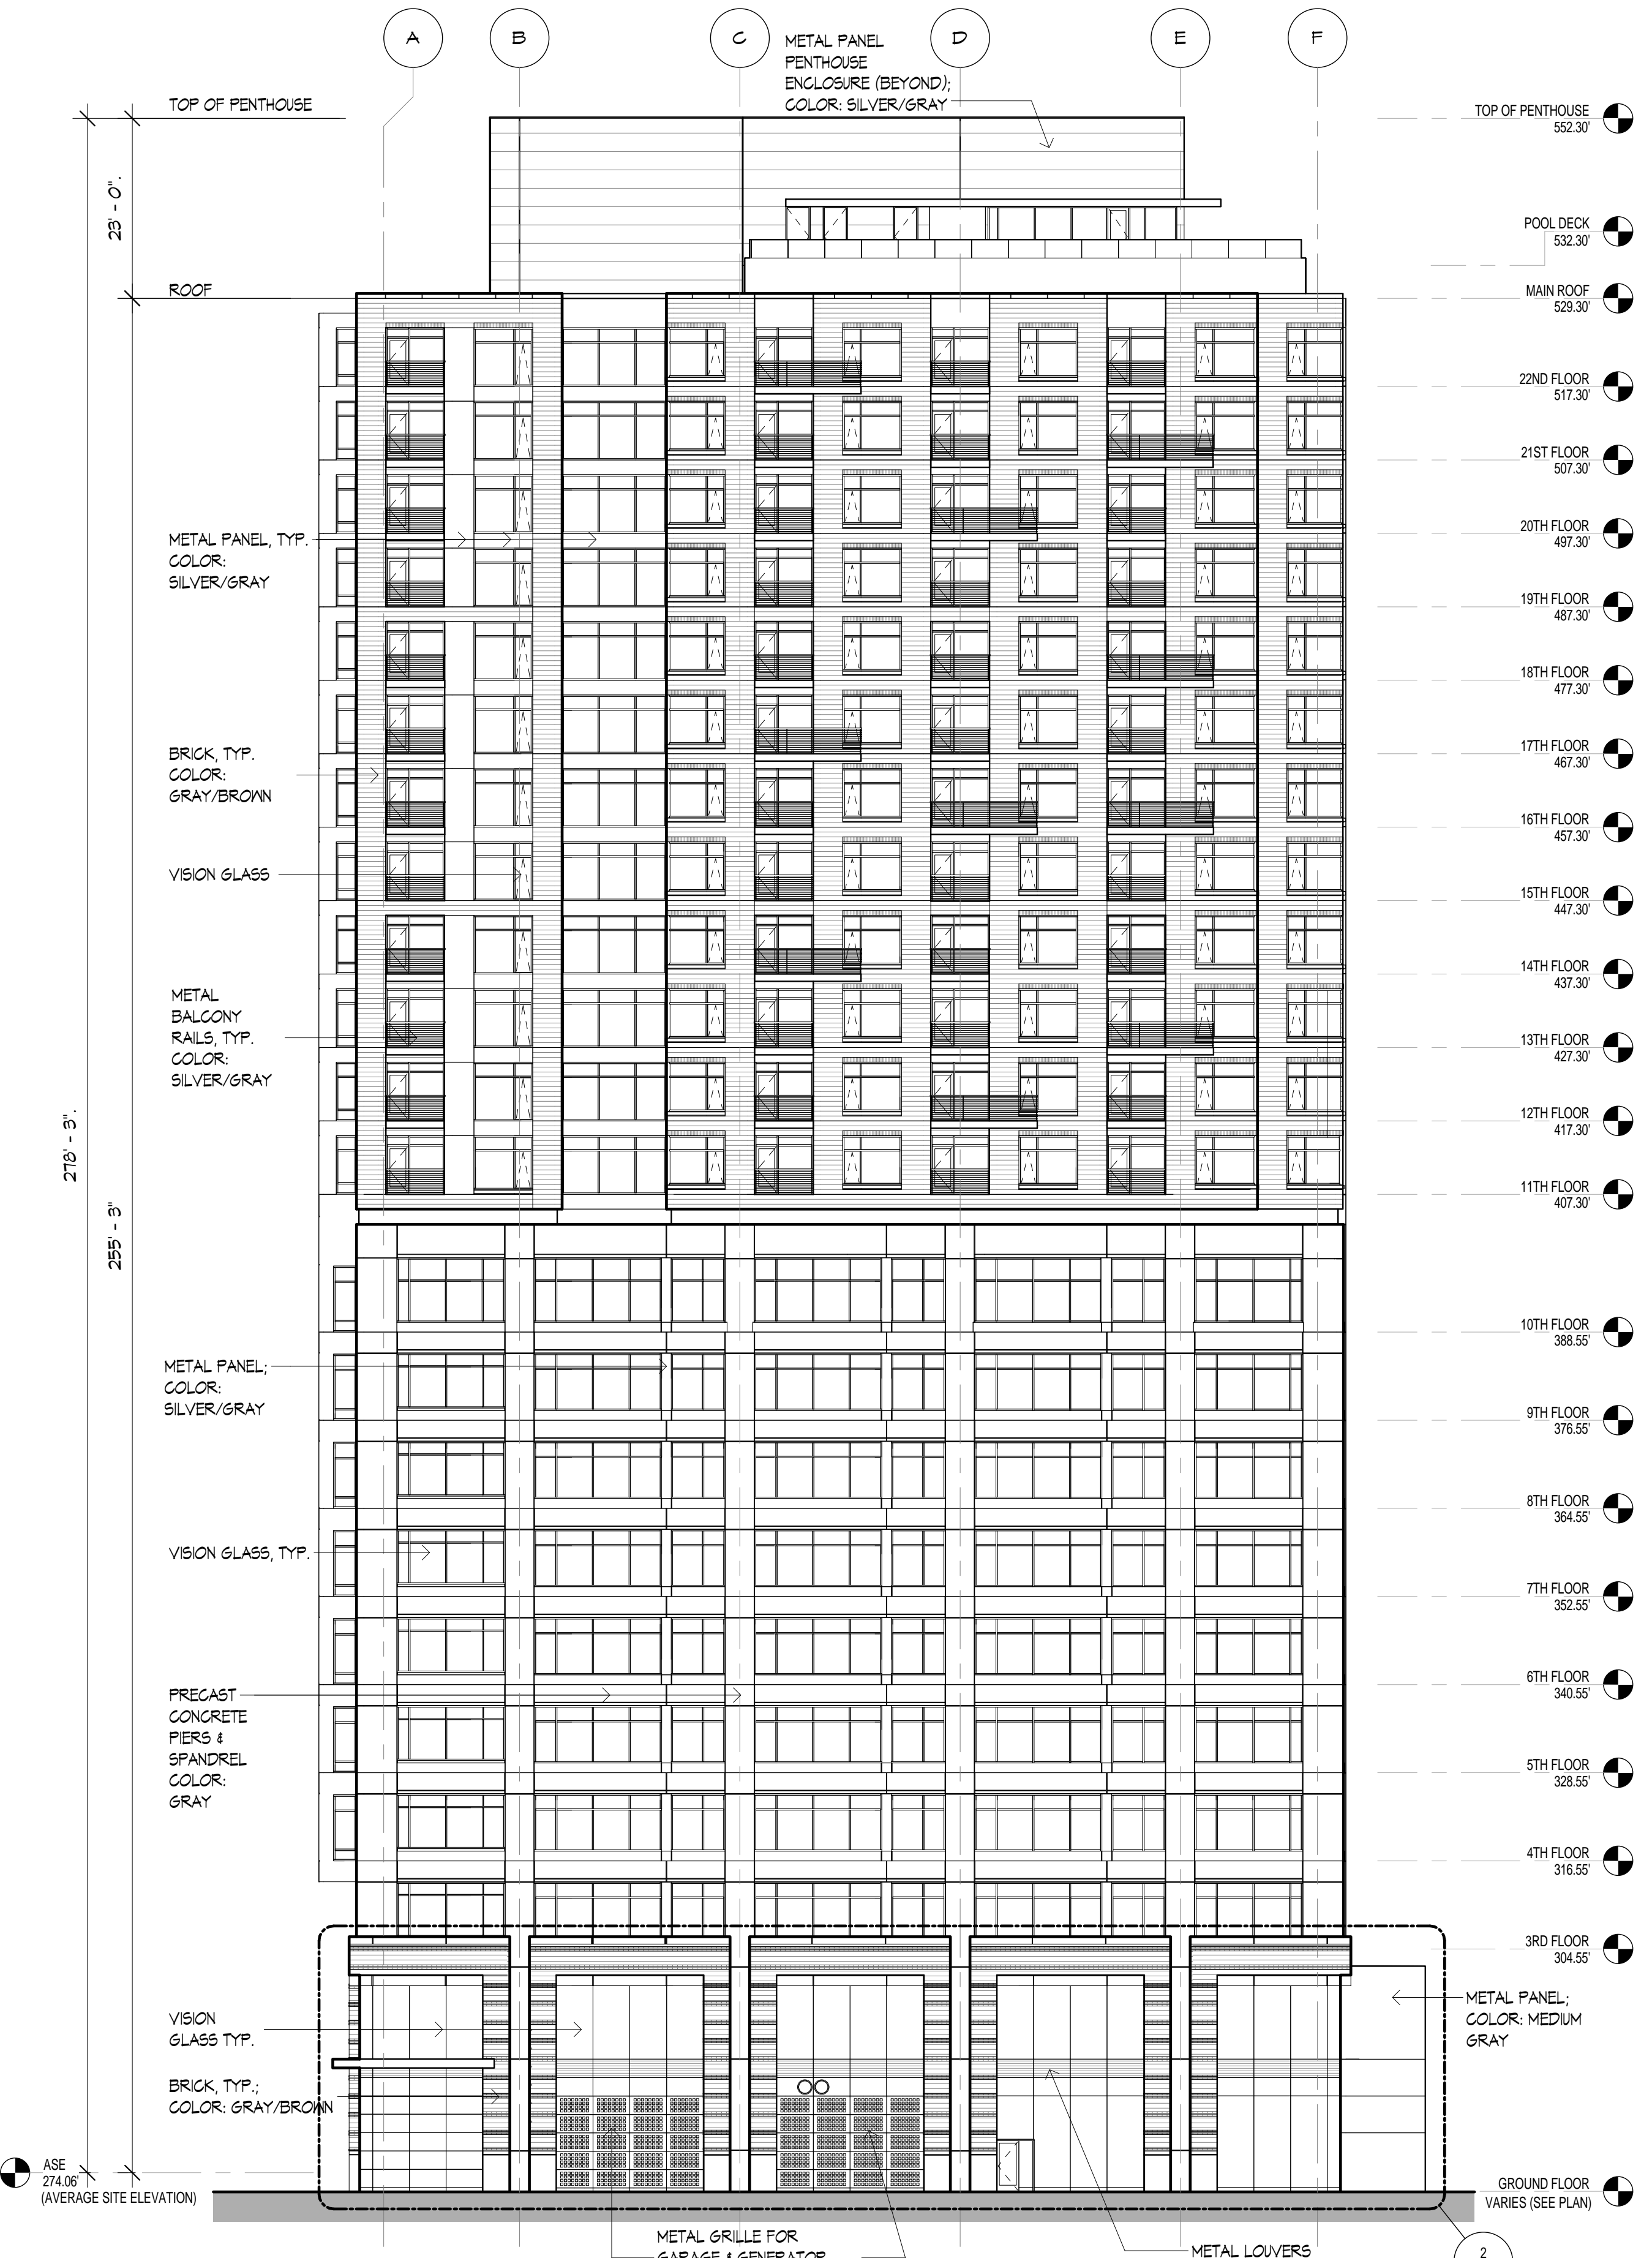 A
B
C
D
E
F
METAL PANEL
PENTHOUSE
ENCLOSURE (BEYOND);
COLOR: SILVER/GRAY
TOP OF PENTHOUSE
23' - 0".
ROOF
METAL PANEL, TYP.
COLOR:
SILVER/GRAY
BRICK, TYP.
COLOR:
GRAY/BROWN
VISION GLASS
METAL
BALCONY
RAILS, TYP.
COLOR:
SILVER/GRAY
278' - 3".
255' - 3"
METAL PANEL;
COLOR:
SILVER/GRAY
VISION GLASS, TYP.
PRECAST
CONCRETE
PIERS &
SPANDREL
COLOR:
GRAY
VISION
GLASS TYP.
BRICK, TYP.;
COLOR: GRAY/BROWN
ASE
274.06'
(AVERAGE SITE ELEVATION)
TOP OF PENTHOUSE
552.30'
POOL DECK
532.30'
MAIN ROOF
529.30'
22ND FLOOR
517.30'
21ST FLOOR
507.30'
20TH FLOOR
497.30'
19TH FLOOR
487.30'
18TH FLOOR
477.30'
17TH FLOOR
467.30'
16TH FLOOR
457.30'
15TH FLOOR
447.30'
14TH FLOOR
437.30'
13TH FLOOR
427.30'
12TH FLOOR
417.30'
11TH FLOOR
407.30'
10TH FLOOR
388.55'
9TH FLOOR
376.55'
8TH FLOOR
364.55'
7TH FLOOR
352.55'
6TH FLOOR
340.55'
5TH FLOOR
328.55'
4TH FLOOR
316.55'
3RD FLOOR
304.55'
METAL PANEL;
COLOR: MEDIUM
GRAY
GROUND FLOOR
VARIES (SEE PLAN)
METAL GRILLE FOR
GARAGE & GENERATOR
METAL LOUVERS
2